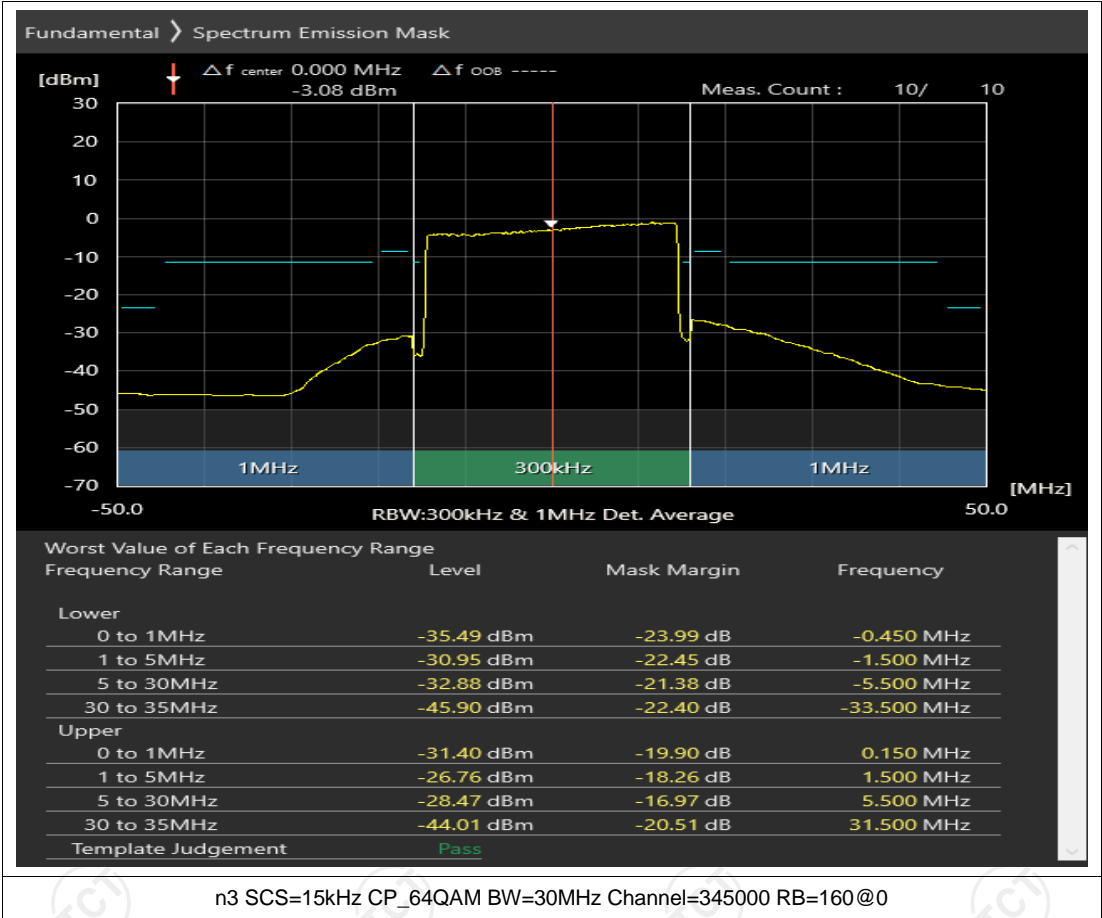 Fundamental ❯ Spectrum Emission Mask
[dBm] △f center 0.000 MHz △f OOB -----
-3.08 dBm Meas. Count : 10/ 10
30
20
10
0
-10
-20
-30
-40
-50
-60
1MHz 300kHz 1MHz
-70
[MHz]
-50.0 RBW:300kHz & 1MHz Det. Average 50.0
Worst Value of Each Frequency Range
Frequency Range Level Mask Margin Frequency
Lower
0 to 1MHz -35.49 dBm -23.99 dB -0.450 MHz
1 to 5MHz -30.95 dBm -22.45 dB -1.500 MHz
5 to 30MHz -32.88 dBm -21.38 dB -5.500 MHz
30 to 35MHz -45.90 dBm -22.40 dB -33.500 MHz
Upper
0 to 1MHz -31.40 dBm -19.90 dB 0.150 MHz
1 to 5MHz -26.76 dBm -18.26 dB 1.500 MHz
5 to 30MHz -28.47 dBm -16.97 dB 5.500 MHz
30 to 35MHz -44.01 dBm -20.51 dB 31.500 MHz
Template Judgement Pass
n3 SCS=15kHz CP_64QAM BW=30MHz Channel=345000 RB=160@0
TCT TCT TCT TCT